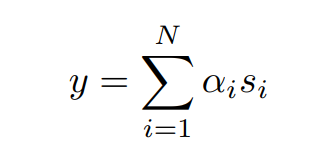 y = \sum_{i=1}^{N} \alpha_i s_i